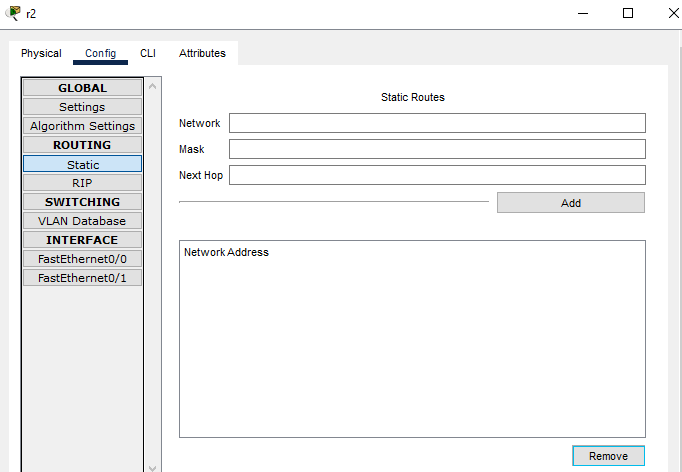 r2
Physical Config CLI Attributes
GLOBAL
Settings
Algorithm Settings
ROUTING
Static
RIP
SWITCHING
VLAN Database
INTERFACE
FastEthernet0/0
FastEthernet0/1
Static Routes
Network
Mask
Next Hop
Add
Network Address
Remove